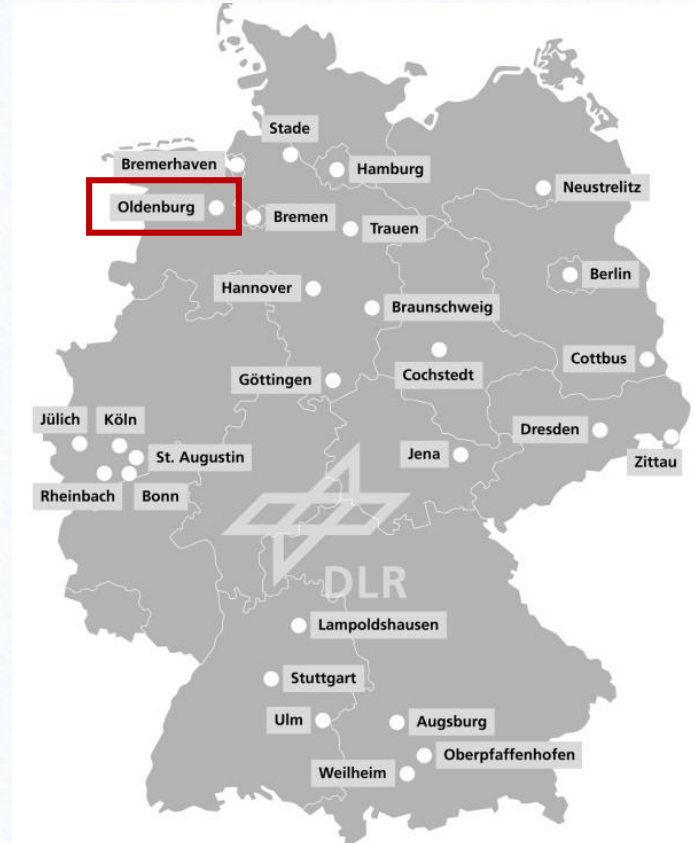 Stade
Bremerhaven
Hamburg
Neustrelitz
Oldenburg
Bremen
Trauen
Hannover
Berlin
Braunschweig
Cottbus
Göttingen
Cochstedt
Jülich
Köln
Dresden
St. Augustin
Jena
Zittau
Rheinbach
Bonn
DLR
Lampoldshausen
Stuttgart
Ulm
Augsburg
Oberpfaffenhofen
Weilheim